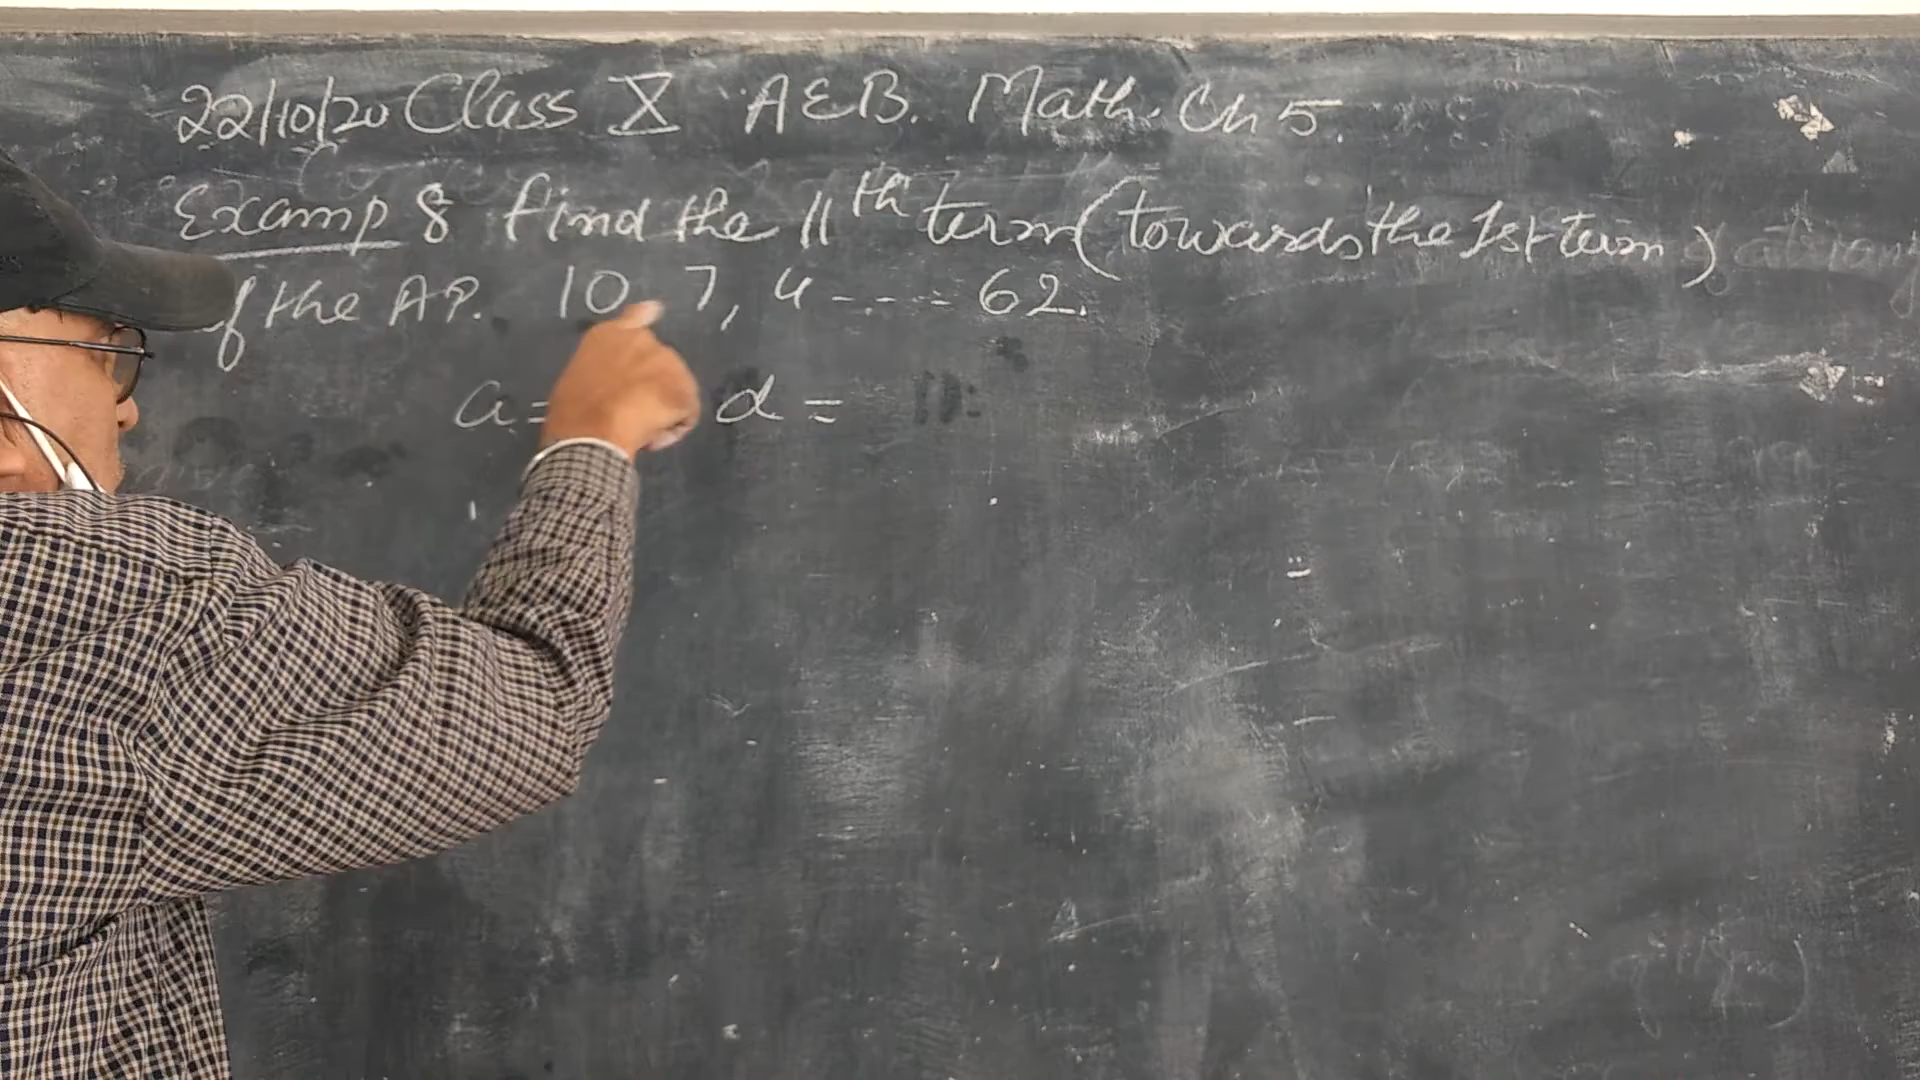 22/10/20 Class X A & B. Math. Ch 5.
Examp 8 find the 11th term (towards the 1st term)
of the AP. 10, 7, 4 - - - - 62.
a = d =